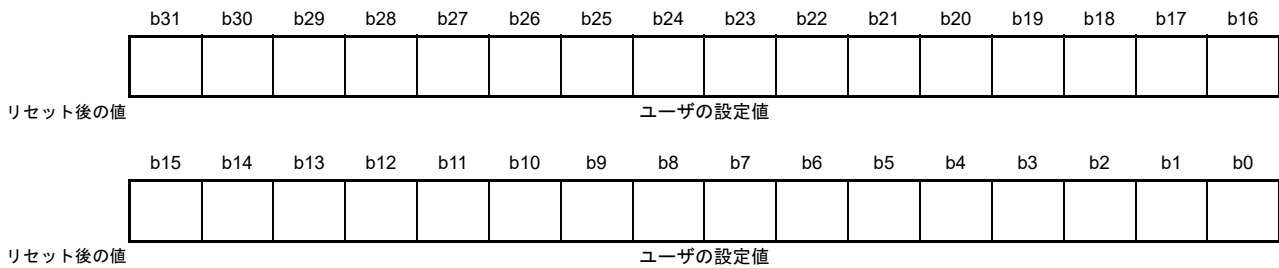 b31 b30 b29 b28 b27 b26 b25 b24 b23 b22 b21 b20 b19 b18 b17 b16
リセット後の値 ユーザの設定値
b15 b14 b13 b12 b11 b10 b9 b8 b7 b6 b5 b4 b3 b2 b1 b0
リセット後の値 ユーザの設定値